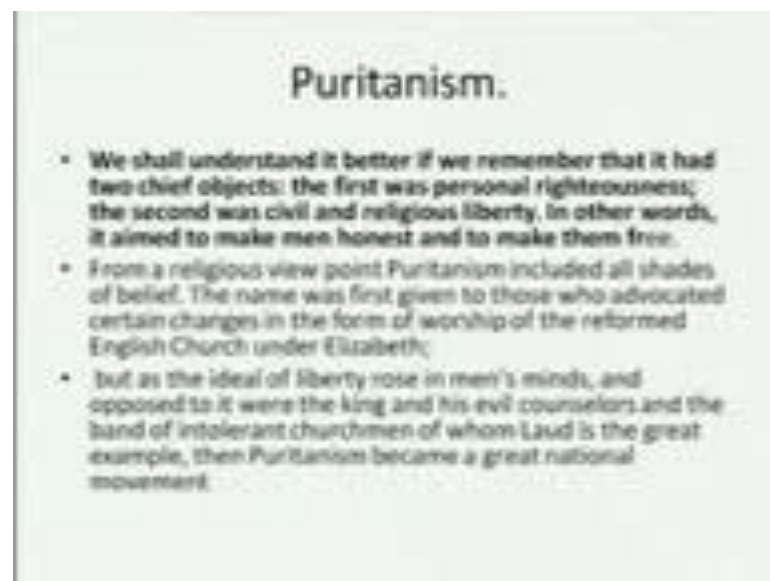 Puritanism.
• We shall understand it better if we remember that it had
two chief objects: the first was personal righteousness;
the second was civil and religious liberty. In other words,
it aimed to make men honest and to make them free.
• From a religious view point Puritanism included all shades
of belief. The name was first given to those who advocated
certain changes in the form of worship of the reformed
English Church under Elizabeth;
• but as the ideal of liberty rose in men's minds, and
opposed to it were the king and his evil counselors and the
band of intolerant churchmen of whom Laud is the great
example, then Puritanism became a great national
movement